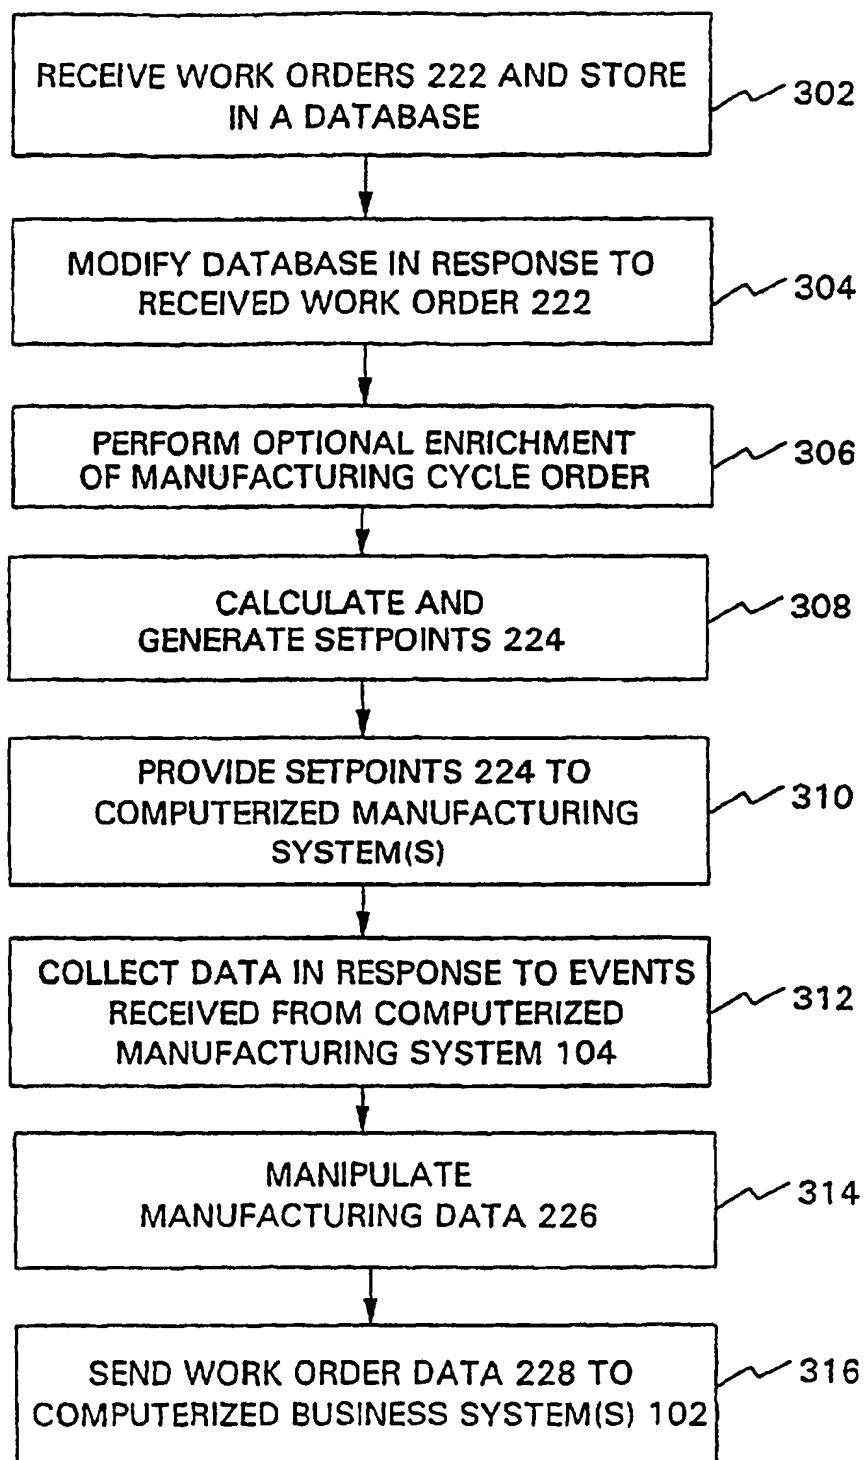 RECEIVE WORK ORDERS 222 AND STORE
IN A DATABASE
302
MODIFY DATABASE IN RESPONSE TO
RECEIVED WORK ORDER 222
304
PERFORM OPTIONAL ENRICHMENT
OF MANUFACTURING CYCLE ORDER
306
CALCULATE AND
GENERATE SETPOINTS 224
308
PROVIDE SETPOINTS 224 TO
COMPUTERIZED MANUFACTURING
SYSTEM(S)
310
COLLECT DATA IN RESPONSE TO EVENTS
RECEIVED FROM COMPUTERIZED
MANUFACTURING SYSTEM 104
312
MANIPULATE
MANUFACTURING DATA 226
314
SEND WORK ORDER DATA 228 TO
COMPUTERIZED BUSINESS SYSTEM(S) 102
316